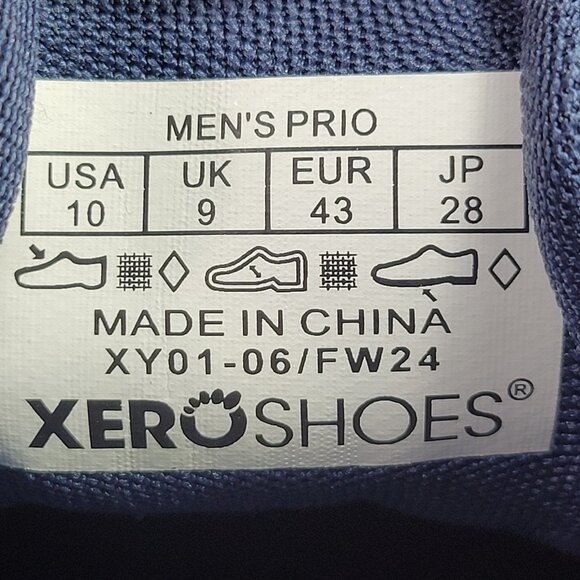 MEN'S PRIO
USA UK EUR JP
10 9 43 28
MADE IN CHINA
XY01-06/FW24
XEROSHOES®